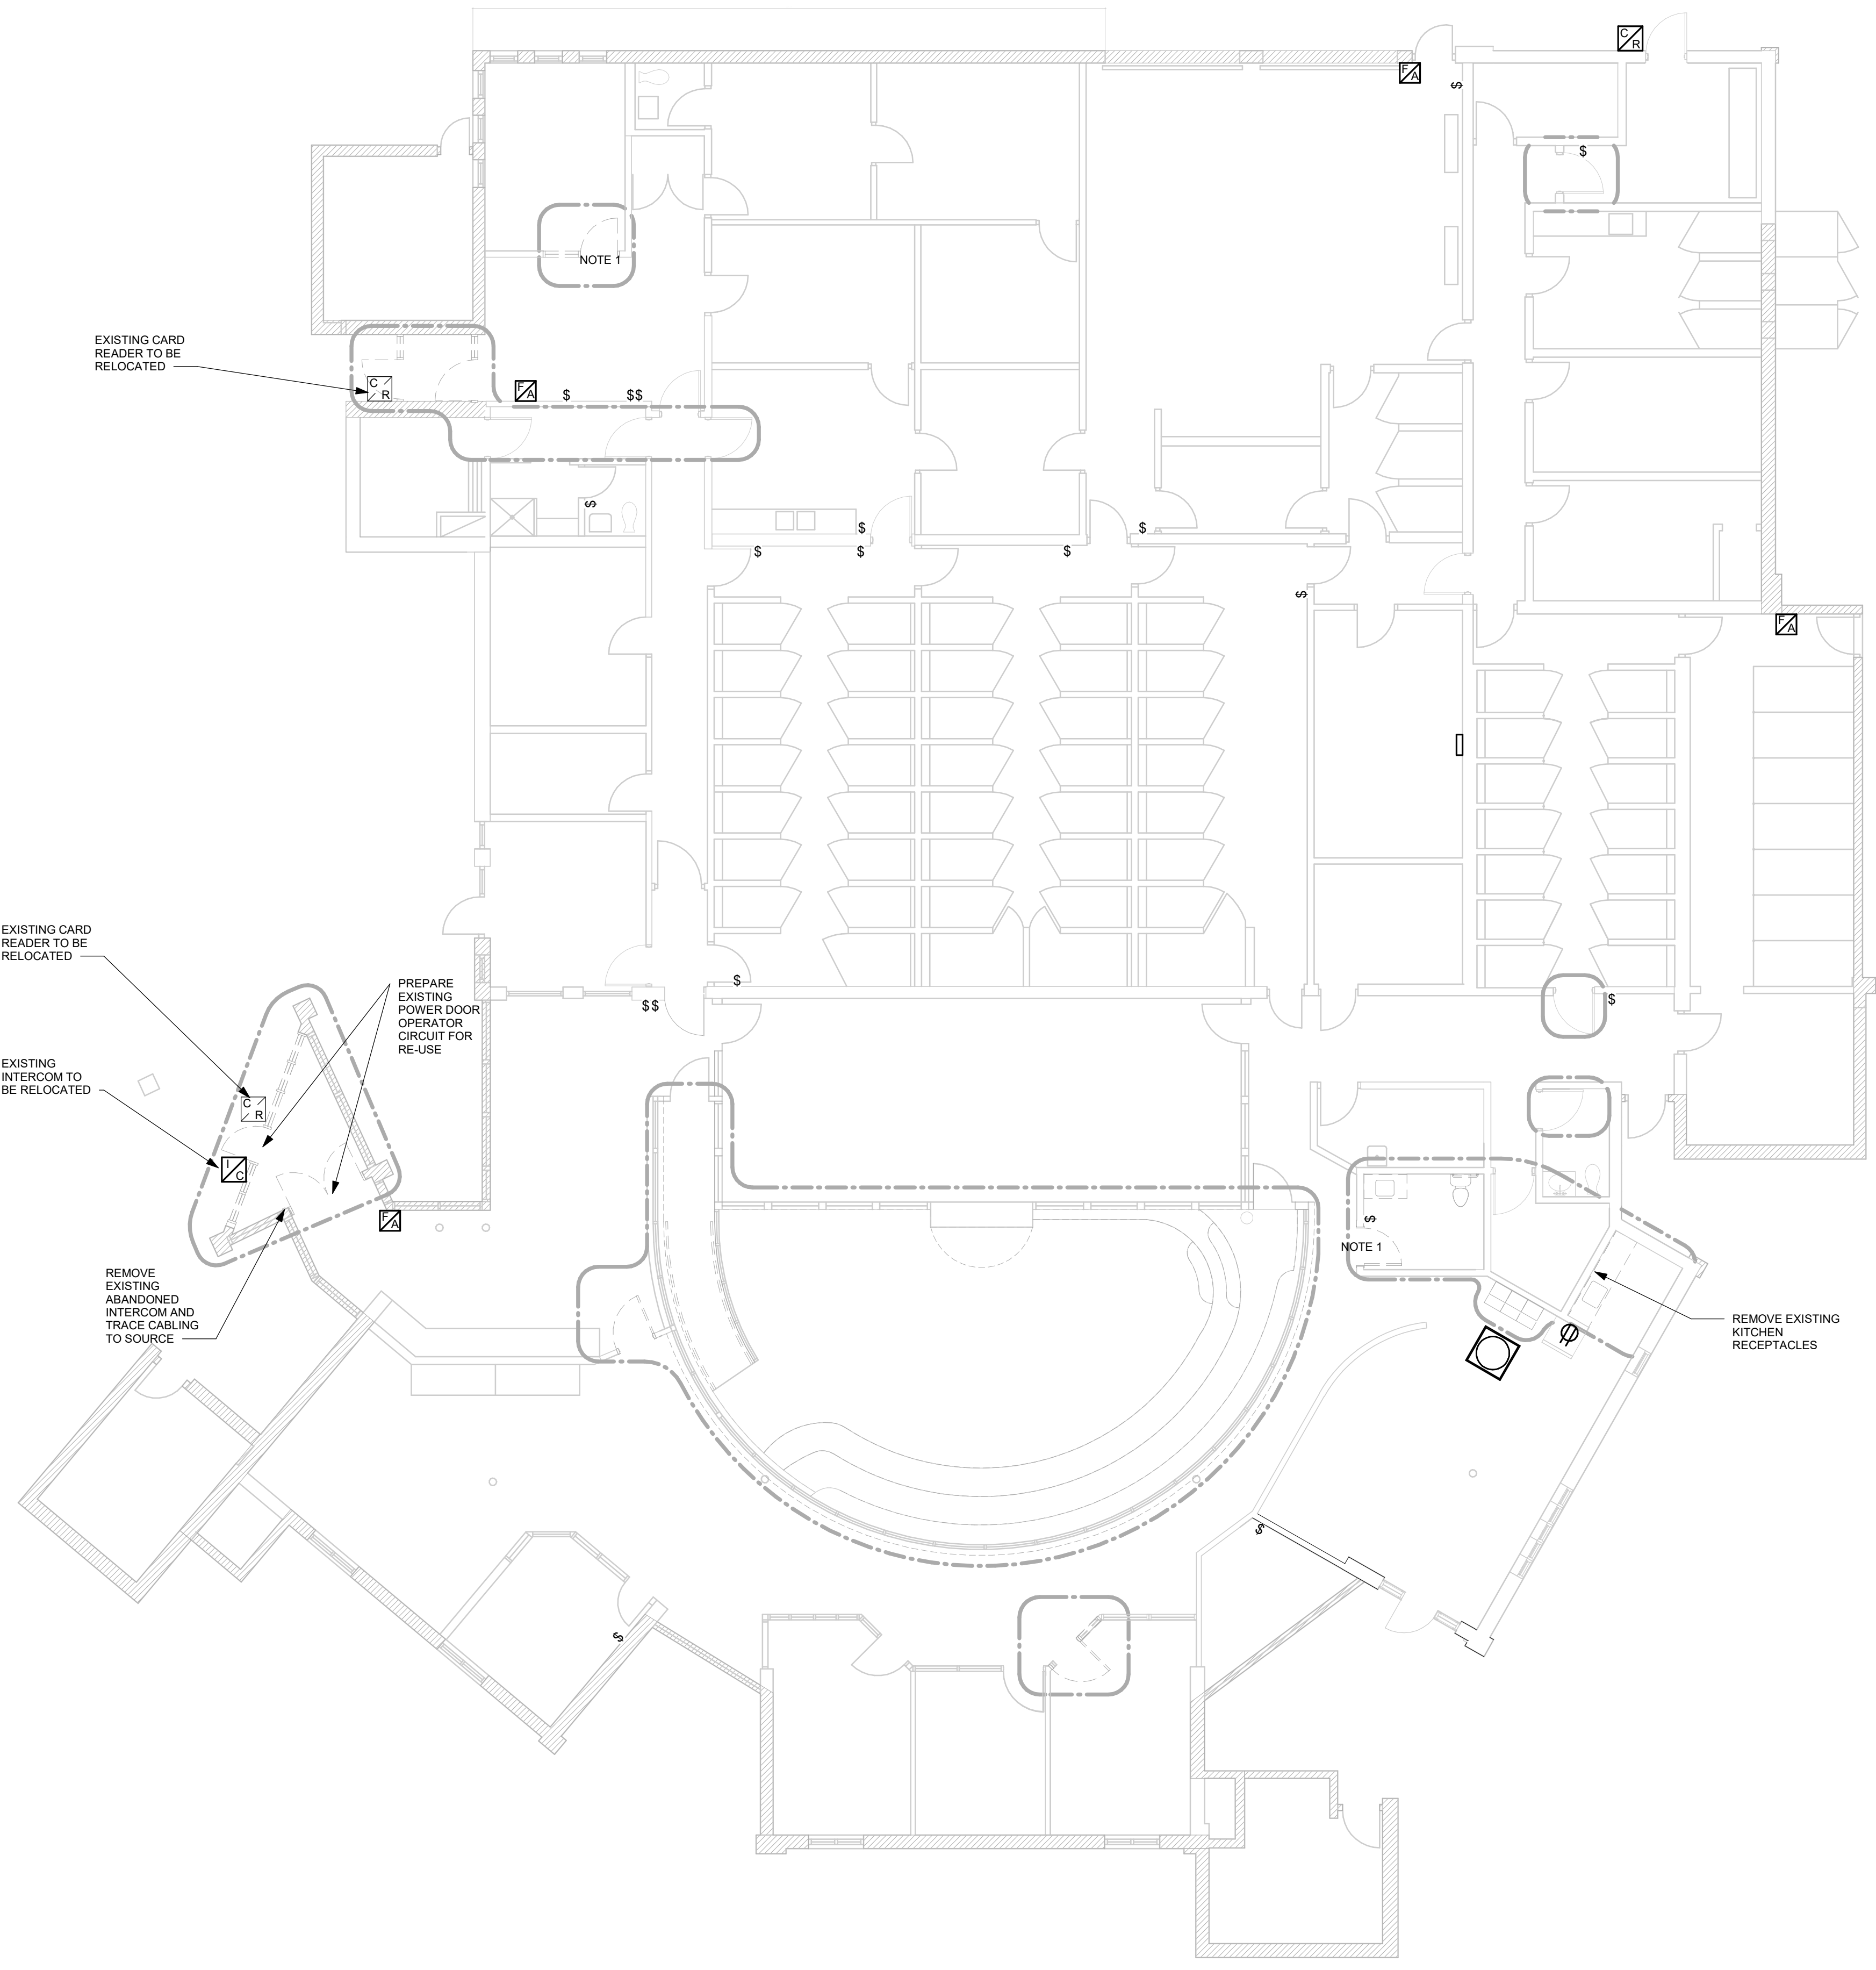 C
R
F
A
$
$
NOTE 1
EXISTING CARD
READER TO BE
RELOCATED
C
R
F
A
$
$$
$
$
$
$
$
$
$
F
A
EXISTING CARD
READER TO BE
RELOCATED
PREPARE
EXISTING
POWER DOOR
OPERATOR
CIRCUIT FOR
RE-USE
$
$$
$
EXISTING
INTERCOM TO
BE RELOCATED
C
R
I
C
F
A
$
NOTE 1
REMOVE
EXISTING
ABANDONED
INTERCOM AND
TRACE CABLING
TO SOURCE
REMOVE EXISTING
KITCHEN
RECEPTACLES
$
$